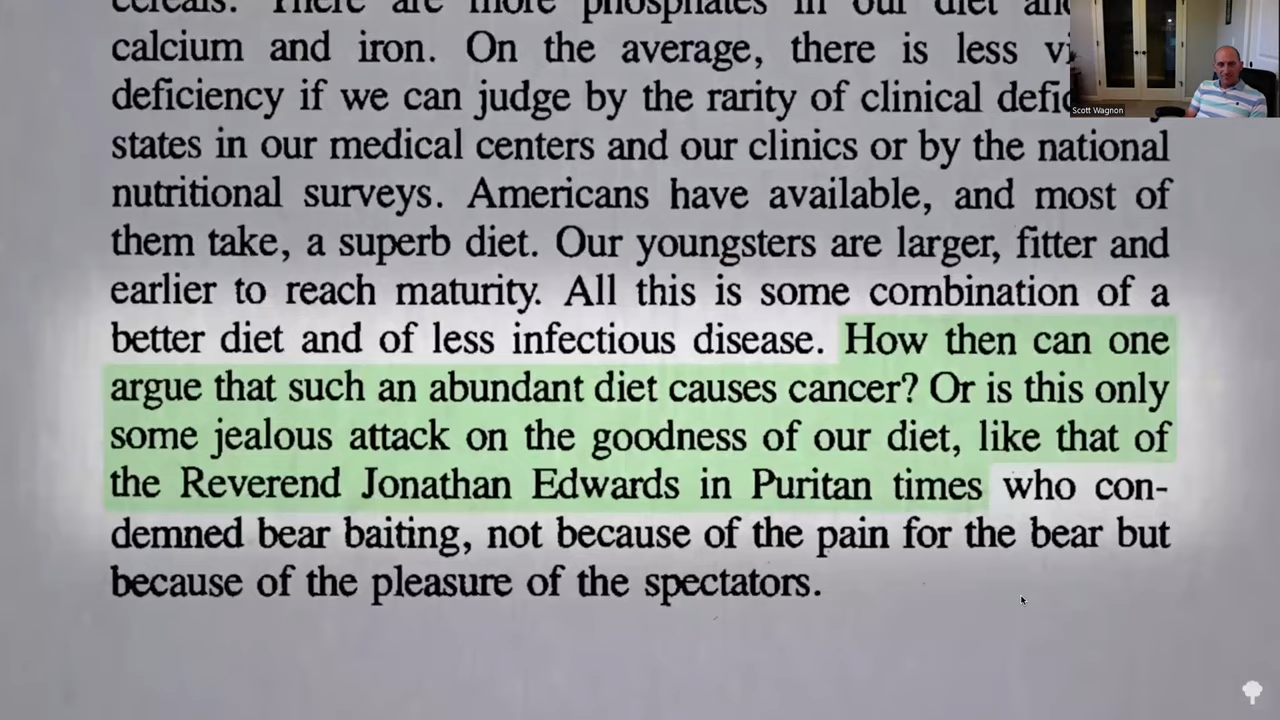 cereals. There are more phosphates in our diet and
calcium and iron. On the average, there is less
deficiency if we can judge by the rarity of clinical
states in our medical centers and our clinics or by the national
nutritional surveys. Americans have available, and most of
them take, a superb diet. Our youngsters are larger, fitter and
earlier to reach maturity. All this is some combination of a
better diet and of less infectious disease. How then can one
argue that such an abundant diet causes cancer? Or is this only
some jealous attack on the goodness of our diet, like that of
the Reverend Jonathan Edwards in Puritan times who con-
demned bear baiting, not because of the pain for the bear but
because of the pleasure of the spectators.
Scott Wagnon